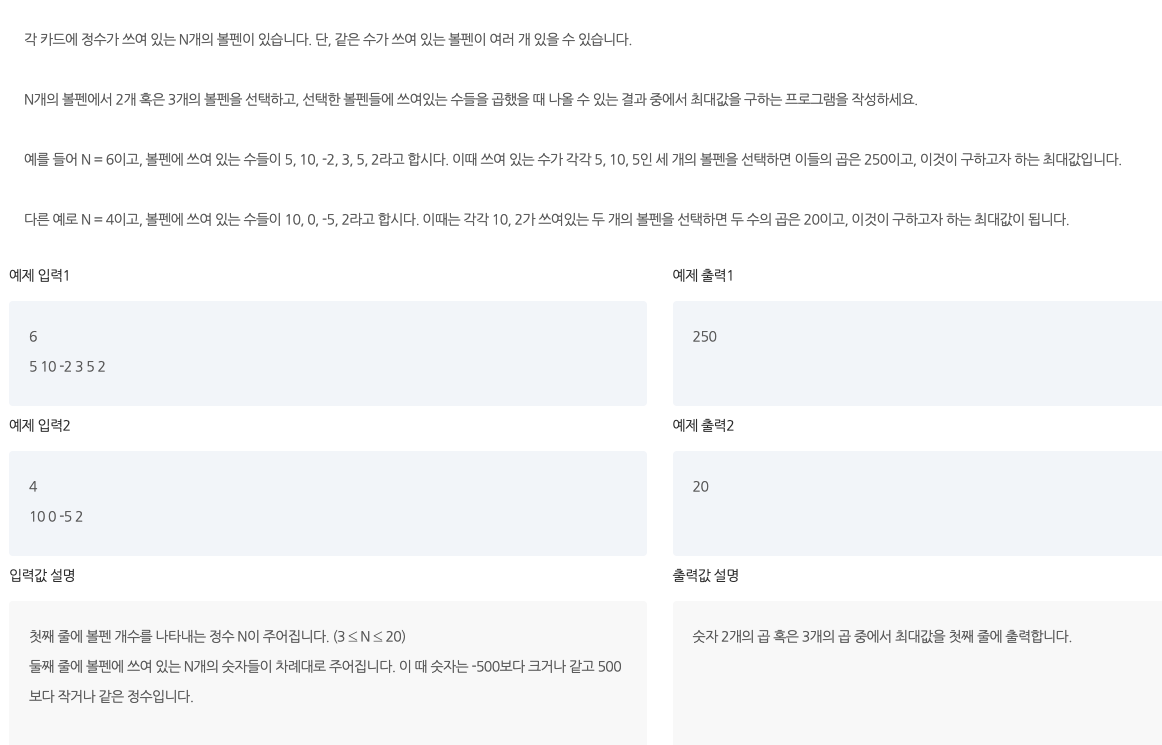 각 카드에 정수가 쓰여 있는 N개의 볼펜이 있습니다. 단, 같은 수가 쓰여 있는 볼펜이 여러 개 있을 수 있습니다.
N개의 볼펜에서 2개 혹은 3개의 볼펜을 선택하고, 선택한 볼펜들에 쓰여있는 수들을 곱했을 때 나올 수 있는 결과 중에서 최대값을 구하는 프로그램을 작성하세요.
예를 들어 N = 6이고, 볼펜에 쓰여 있는 수들이 5, 10, -2, 3, 5, 2라고 합시다. 이때 쓰여 있는 수가 각각 5, 10, 5인 세 개의 볼펜을 선택하면 이들의 곱은 250이고, 이것이 구하고자 하는 최대값입니다.
다른 예로 N = 4이고, 볼펜에 쓰여 있는 수들이 10, 0, -5, 2라고 합시다. 이때는 각각 10, 2가 쓰여있는 두 개의 볼펜을 선택하면 두 수의 곱은 20이고, 이것이 구하고자 하는 최대값이 됩니다.
예제 입력1
6
5 10 -2 3 5 2
예제 출력1
250
예제 입력2
4
10 0 -5 2
예제 출력2
20
입력값 설명
첫째 줄에 볼펜 개수를 나타내는 정수 N이 주어집니다. (3 ≤ N ≤ 20)
둘째 줄에 볼펜에 쓰여 있는 N개의 숫자들이 차례대로 주어집니다. 이 때 숫자는 -500보다 크거나 같고 500
보다 작거나 같은 정수입니다.
출력값 설명
숫자 2개의 곱 혹은 3개의 곱 중에서 최대값을 첫째 줄에 출력합니다.